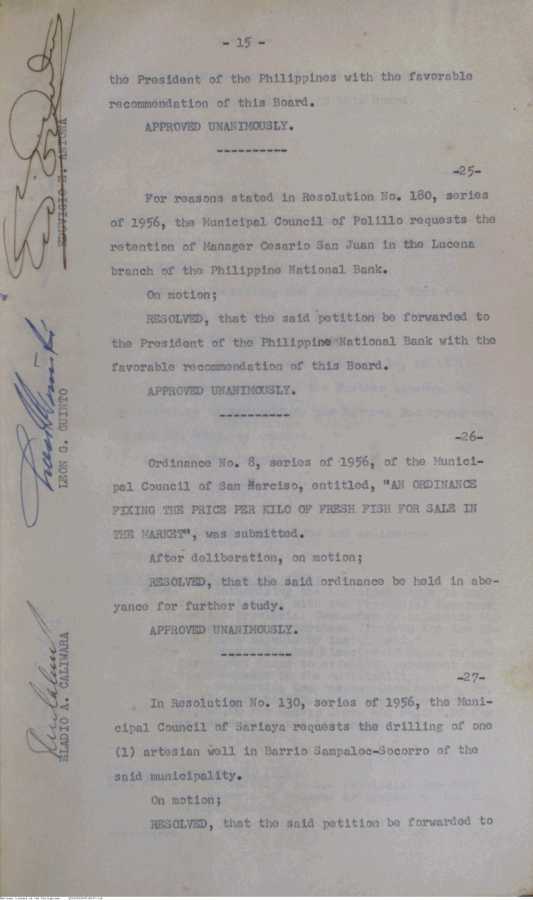 - 15 -
the President of the Philippines with the favorable
recommendation of this Board.
APPROVED UNANIMOUSLY.
----------
-25-
For reasons stated in Resolution No. 180, series
of 1956, the Municipal Council of Polillo requests the
retention of Manager Cesario San Juan in the Lucena
branch of the Philippine National Bank.
On motion;
RESOLVED, that the said petition be forwarded to
the President of the Philippine National Bank with the
favorable recommendation of this Board.
APPROVED UNANIMOUSLY.
----------
-26-
Ordinance No. 8, series of 1956, of the Munici-
pal Council of San Narciso, entitled, "AN ORDINANCE
FIXING THE PRICE PER KILO OF FRESH FISH FOR SALE IN
THE MARKET", was submitted.
After deliberation, on motion;
RESOLVED, that the said ordinance be held in abe-
yance for further study.
APPROVED UNANIMOUSLY.
----------
-27-
In Resolution No. 130, series of 1956, the Muni-
cipal Council of Sariaya requests the drilling of one
(1) artesian well in Barrio Sampaloc-Socorro of the
said municipality.
On motion;
RESOLVED, that the said petition be forwarded to
LEON G. GUINTO
ELADIO A. CALIWARA